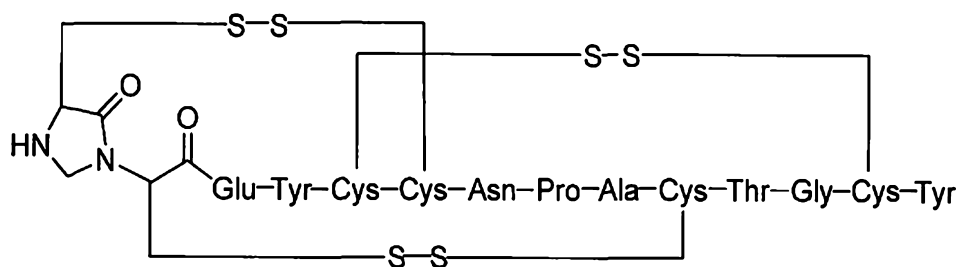 S–S
S–S
O
O
HN
N
Glu–Tyr–Cys–Cys–Asn–Pro–Ala–Cys–Thr–Gly–Cys–Tyr
S–S